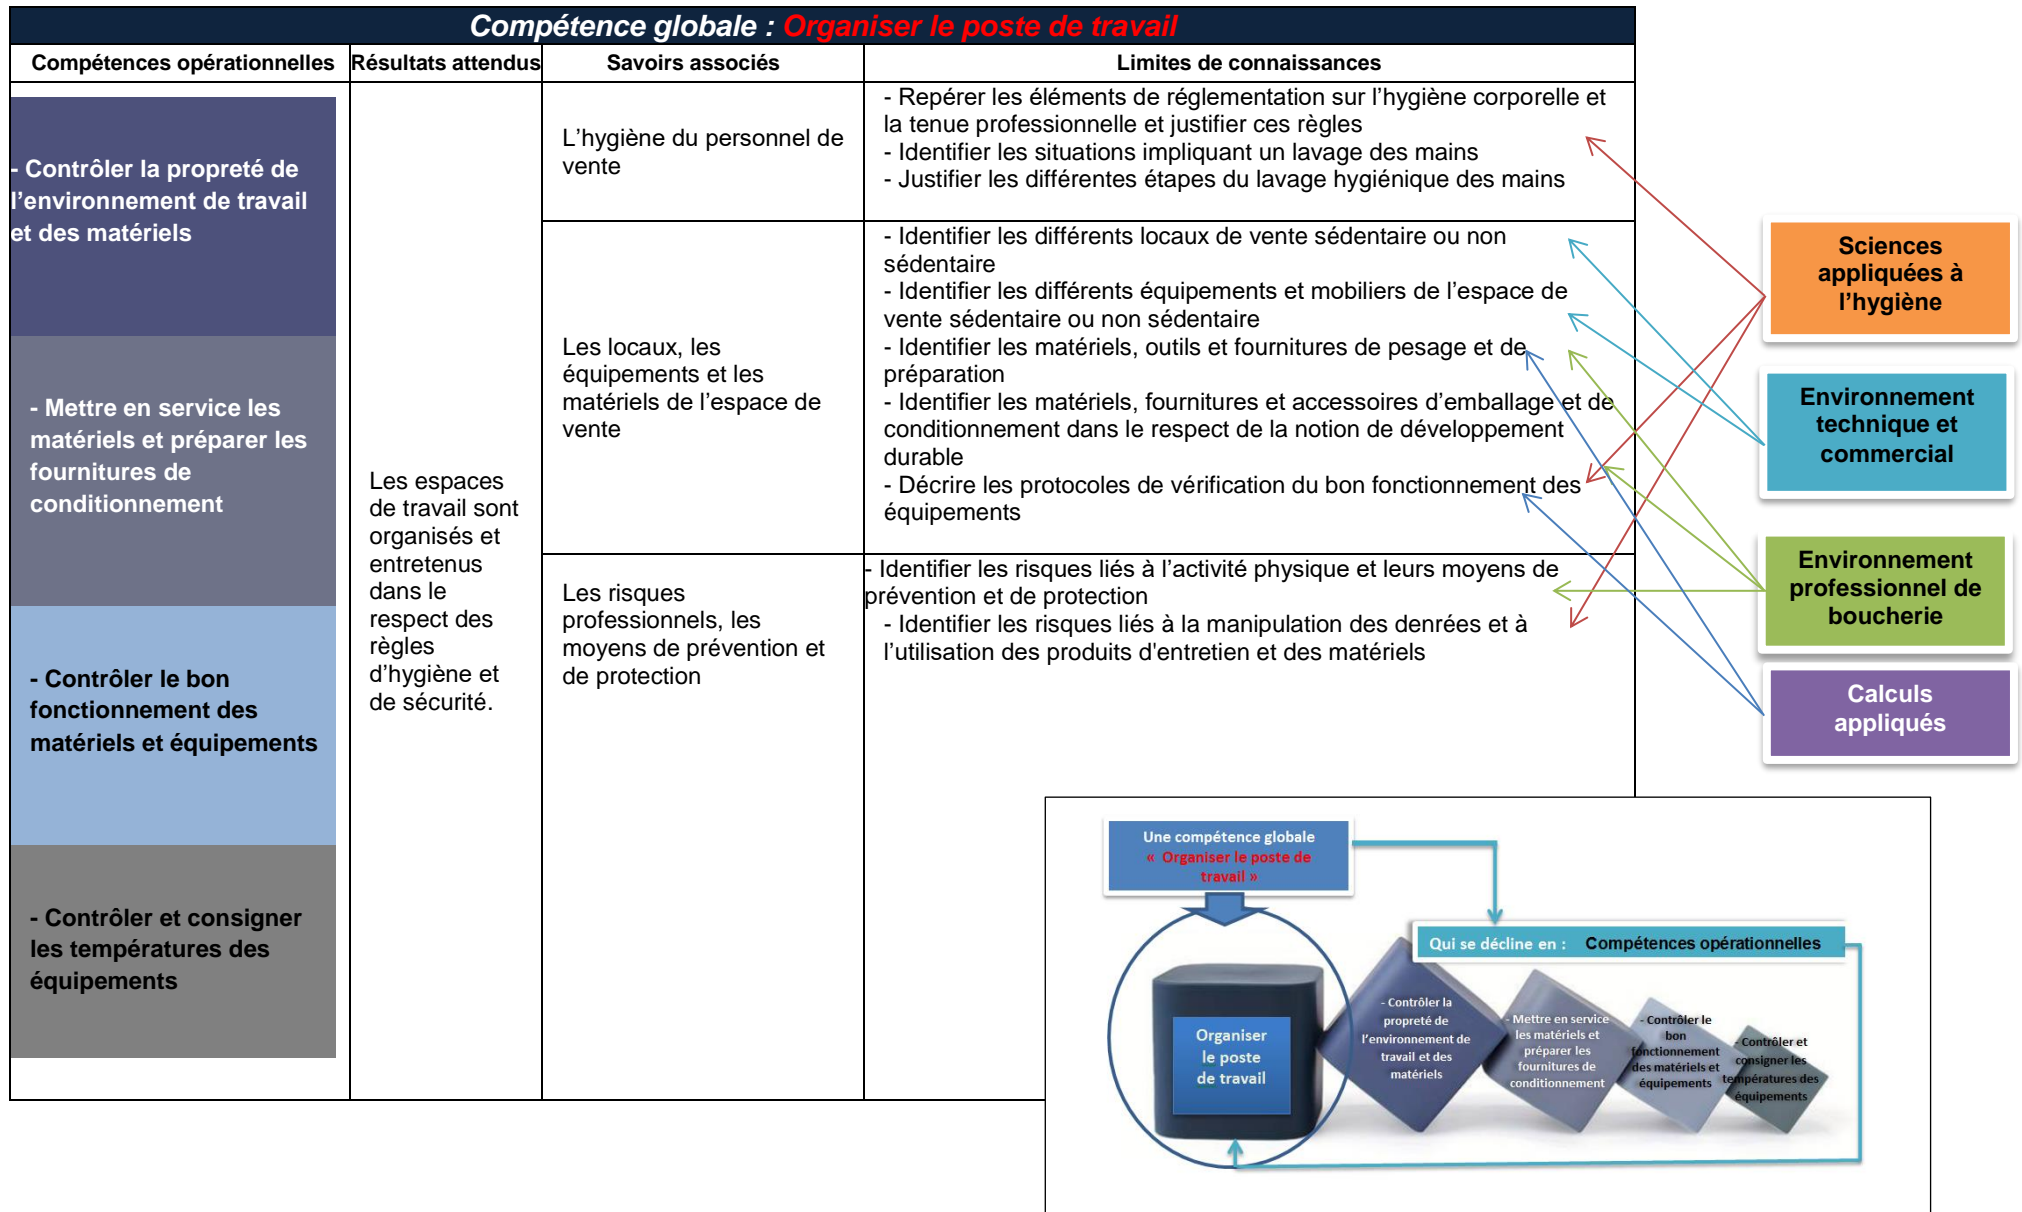 Compétence globale : Organiser le poste de travail
Compétences opérationnelles
Résultats attendus
Savoirs associés
Limites de connaissances
- Contrôler la propreté de
l’environnement de travail
et des matériels
- Mettre en service les
matériels et préparer les
fournitures de
conditionnement
- Contrôler le bon
fonctionnement des
matériels et équipements
- Contrôler et consigner
les températures des
équipements
Les espaces
de travail sont
organisés et
entretenus
dans le
respect des
règles
d’hygiène et
de sécurité.
L’hygiène du personnel de
vente
- Repérer les éléments de réglementation sur l’hygiène corporelle et
la tenue professionnelle et justifier ces règles
- Identifier les situations impliquant un lavage des mains
- Justifier les différentes étapes du lavage hygiénique des mains
Les locaux, les
équipements et les
matériels de l’espace de
vente
- Identifier les différents locaux de vente sédentaire ou non
sédentaire
- Identifier les différents équipements et mobiliers de l’espace de
vente sédentaire ou non sédentaire
- Identifier les matériels, outils et fournitures de pesage et de
préparation
- Identifier les matériels, fournitures et accessoires d’emballage et de
conditionnement dans le respect de la notion de développement
durable
- Décrire les protocoles de vérification du bon fonctionnement des
équipements
Les risques
professionnels, les
moyens de prévention et
de protection
- Identifier les risques liés à l’activité physique et leurs moyens de
prévention et de protection
- Identifier les risques liés à la manipulation des denrées et à
l’utilisation des produits d'entretien et des matériels
Sciences
appliquées à
l’hygiène
Environnement
technique et
commercial
Environnement
professionnel de
boucherie
Calculs
appliqués
Une compétence globale
« Organiser le poste de
travail »
Qui se décline en : Compétences opérationnelles
Organiser
le poste
de travail
- Contrôler la
propreté de
l’environnement de
travail et des
matériels
- Mettre en service
les matériels et
préparer les
fournitures de
conditionnement
- Contrôler le
bon
fonctionnement
des matériels et
équipements
- Contrôler et
consigner les
températures des
équipements